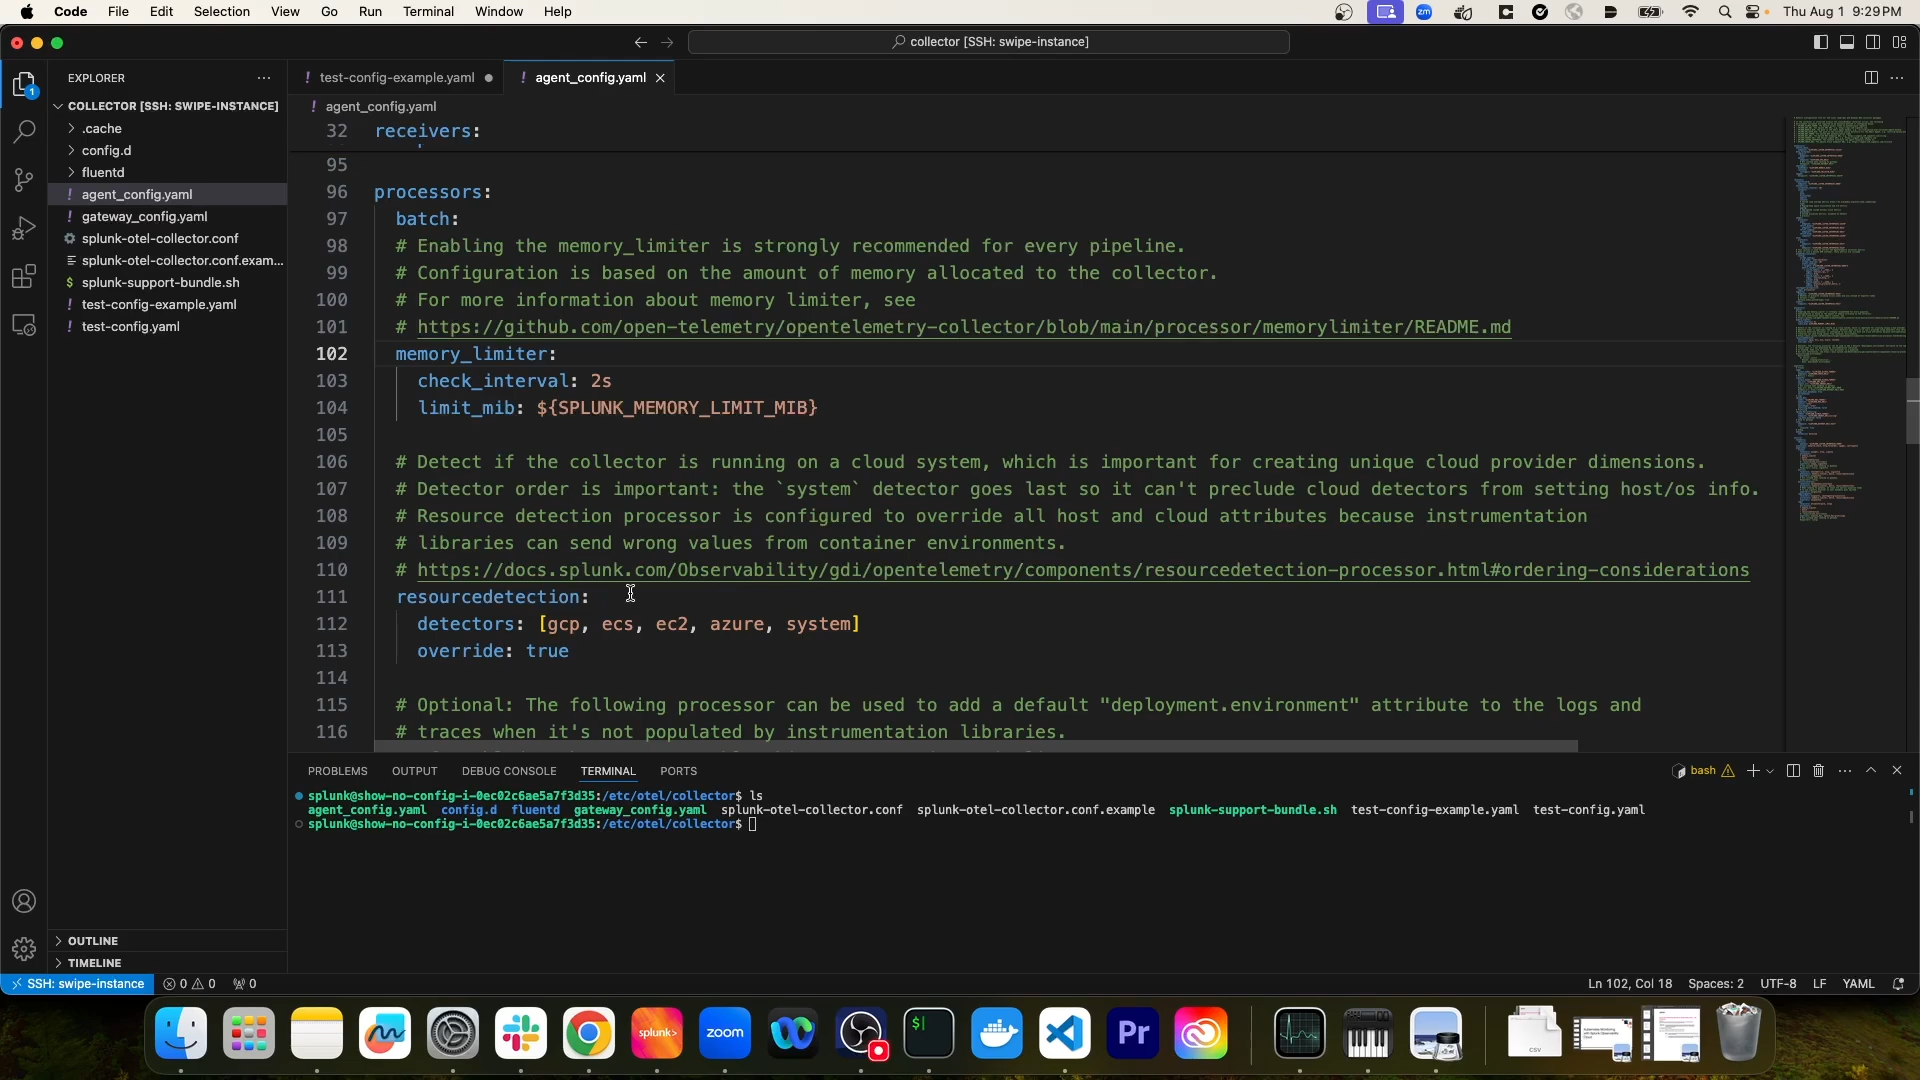 Code File Edit Selection View Go Run Terminal Window Help
zm
Thu Aug 1 9:29 PM
collector [SSH: swipe-instance]
EXPLORER
! test-config-example.yaml
! agent_config.yaml
COLLECTOR [SSH: SWIPE-INSTANCE]
.cache
config.d
fluentd
! agent_config.yaml
! gateway_config.yaml
splunk-otel-collector.conf
splunk-otel-collector.conf.exam...
$ splunk-support-bundle.sh
! test-config-example.yaml
! test-config.yaml
1
OUTLINE
TIMELINE
! agent_config.yaml
32 receivers:
95
96 processors:
97 batch:
98 # Enabling the memory_limiter is strongly recommended for every pipeline.
99 # Configuration is based on the amount of memory allocated to the collector.
100 # For more information about memory limiter, see
101 # https://github.com/open-telemetry/opentelemetry-collector/blob/main/processor/memorylimiter/README.md
102 memory_limiter:
103 check_interval: 2s
104 limit_mib: ${SPLUNK_MEMORY_LIMIT_MIB}
105
106 # Detect if the collector is running on a cloud system, which is important for creating unique cloud provider dimensions.
107 # Detector order is important: the `system` detector goes last so it can't preclude cloud detectors from setting host/os info.
108 # Resource detection processor is configured to override all host and cloud attributes because instrumentation
109 # libraries can send wrong values from container environments.
110 # https://docs.splunk.com/Observability/gdi/opentelemetry/components/resourcedetection-processor.html#ordering-considerations
111 resourcedetection:
112 detectors: [gcp, ecs, ec2, azure, system]
113 override: true
114
115 # Optional: The following processor can be used to add a default "deployment.environment" attribute to the logs and
116 # traces when it's not populated by instrumentation libraries.
PROBLEMS OUTPUT DEBUG CONSOLE TERMINAL PORTS
bash
splunk@show-no-config-i-0ec02c6ae5a7f3d35:/etc/otel/collector$ ls
agent_config.yaml config.d fluentd gateway_config.yaml splunk-otel-collector.conf splunk-otel-collector.conf.example splunk-support-bundle.sh test-config-example.yaml test-config.yaml
splunk@show-no-config-i-0ec02c6ae5a7f3d35:/etc/otel/collector$
SSH: swipe-instance 0 0 0
Ln 102, Col 18 Spaces: 2 UTF-8 LF YAML
splunk> zoom $ Pr CSV